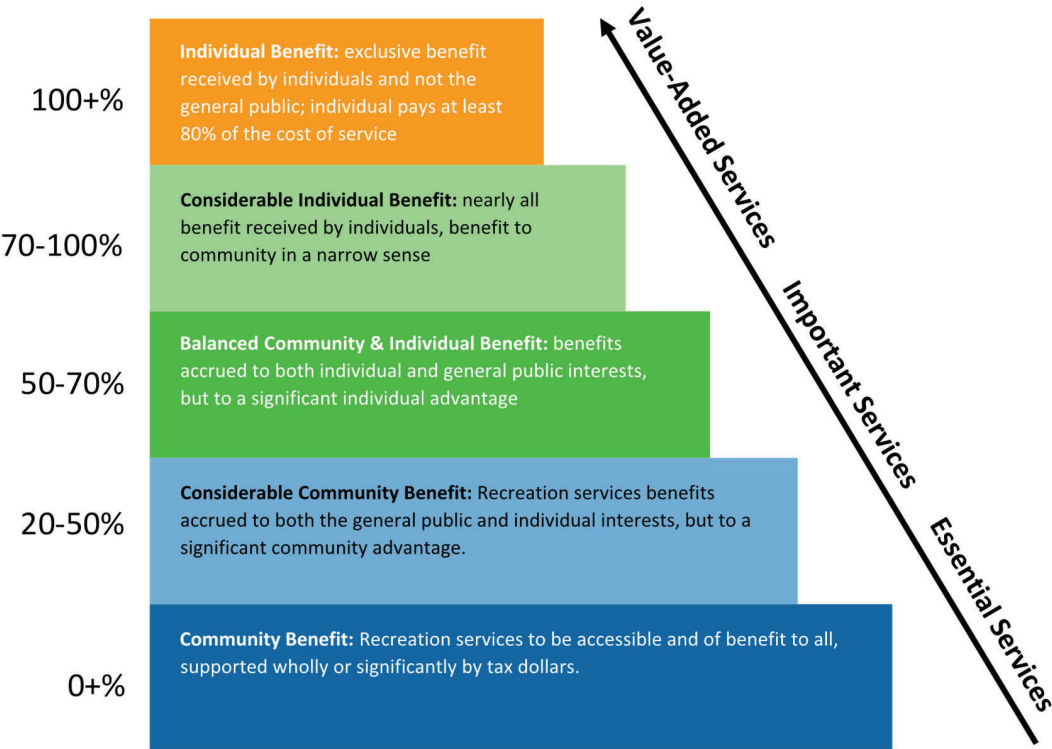 100+%
Individual Benefit: exclusive benefit
received by individuals and not the
general public; individual pays at least
80% of the cost of service
70-100%
Considerable Individual Benefit: nearly all
benefit received by individuals, benefit to
community in a narrow sense
50-70%
Balanced Community & Individual Benefit: benefits
accrued to both individual and general public interests,
but to a significant individual advantage
20-50%
Considerable Community Benefit: Recreation services benefits
accrued to both the general public and individual interests, but to a
significant community advantage.
0+%
Community Benefit: Recreation services to be accessible and of benefit to all,
supported wholly or significantly by tax dollars.
Value-Added Services
Important Services
Essential Services